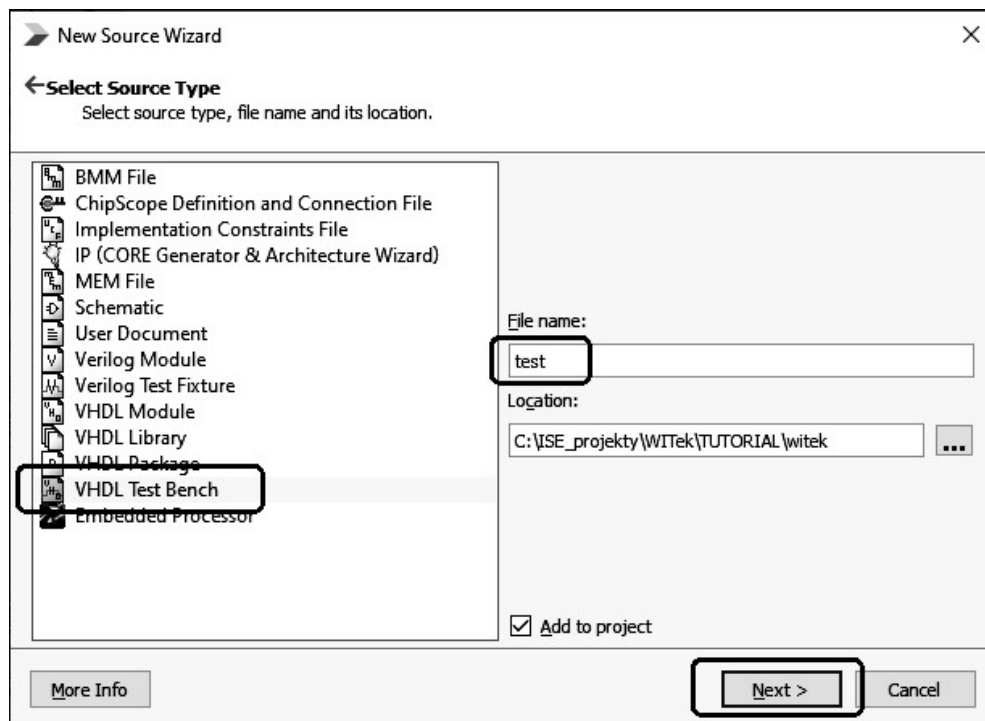 New Source Wizard
Select Source Type
Select source type, file name and its location.
BMM File
ChipScope Definition and Connection File
Implementation Constraints File
IP (CORE Generator & Architecture Wizard)
MEM File
Schematic
User Document
Verilog Module
Verilog Test Fixture
VHDL Module
VHDL Library
VHDL Package
VHDL Test Bench
Embedded Processor
File name:
test
Location:
C:\ISE_projekty\WITek\TUTORIAL\witek
...
Add to project
More Info
Next >
Cancel